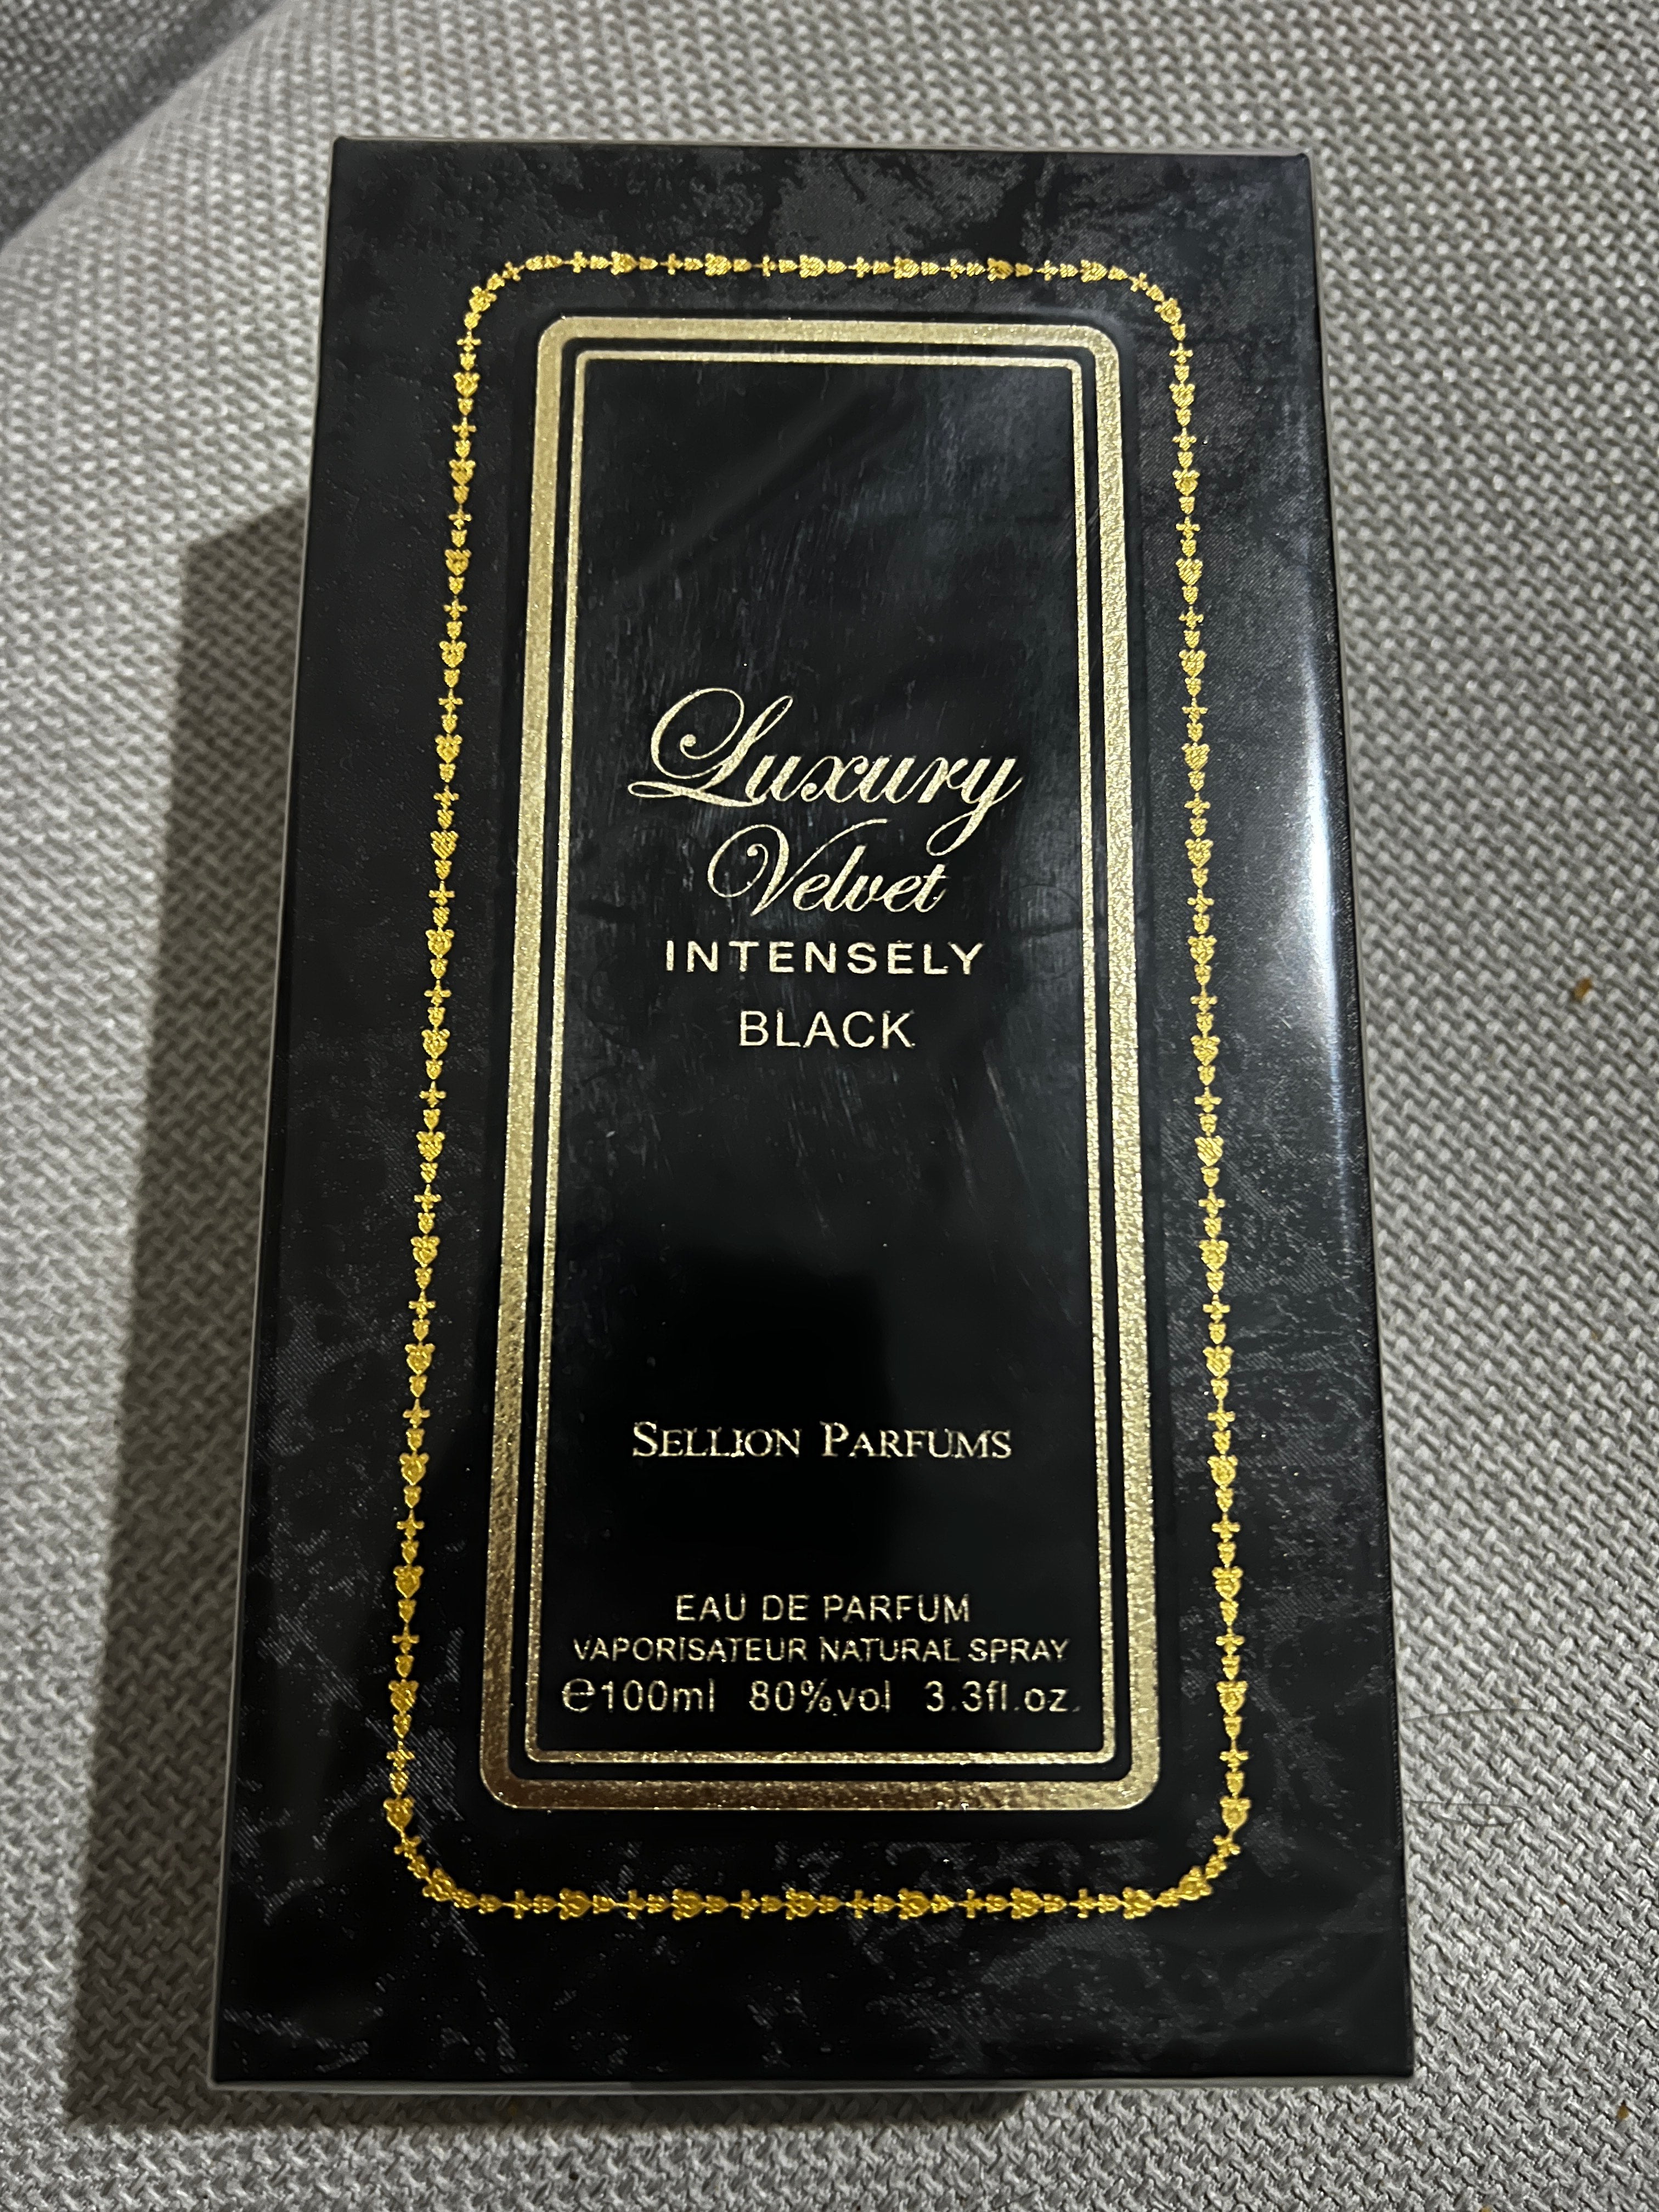 Luxury
Velvet
INTENSELY
BLACK
SELLION PARFUMS
EAU DE PARFUM
VAPORISATEUR NATURAL SPRAY
℮100ml 80%vol 3.3fl.oz.